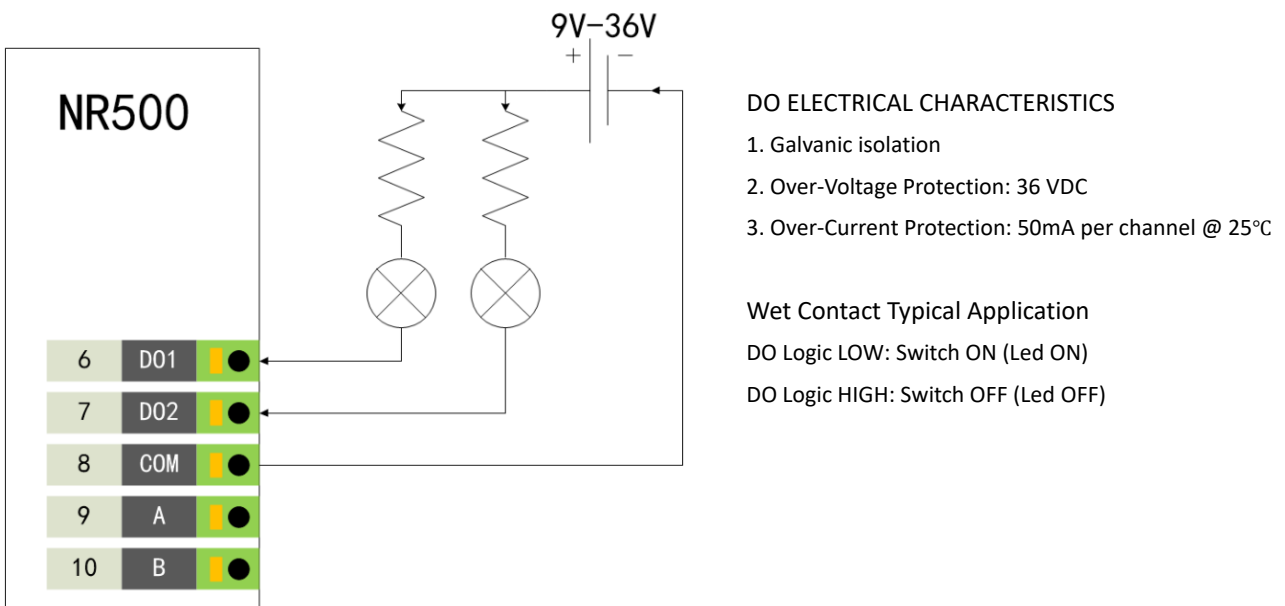 9V-36V
+ -
NR500
6 DO1
7 DO2
8 COM
9 A
10 B
DO ELECTRICAL CHARACTERISTICS
1. Galvanic isolation
2. Over-Voltage Protection: 36 VDC
3. Over-Current Protection: 50mA per channel @ 25℃
Wet Contact Typical Application
DO Logic LOW: Switch ON (Led ON)
DO Logic HIGH: Switch OFF (Led OFF)